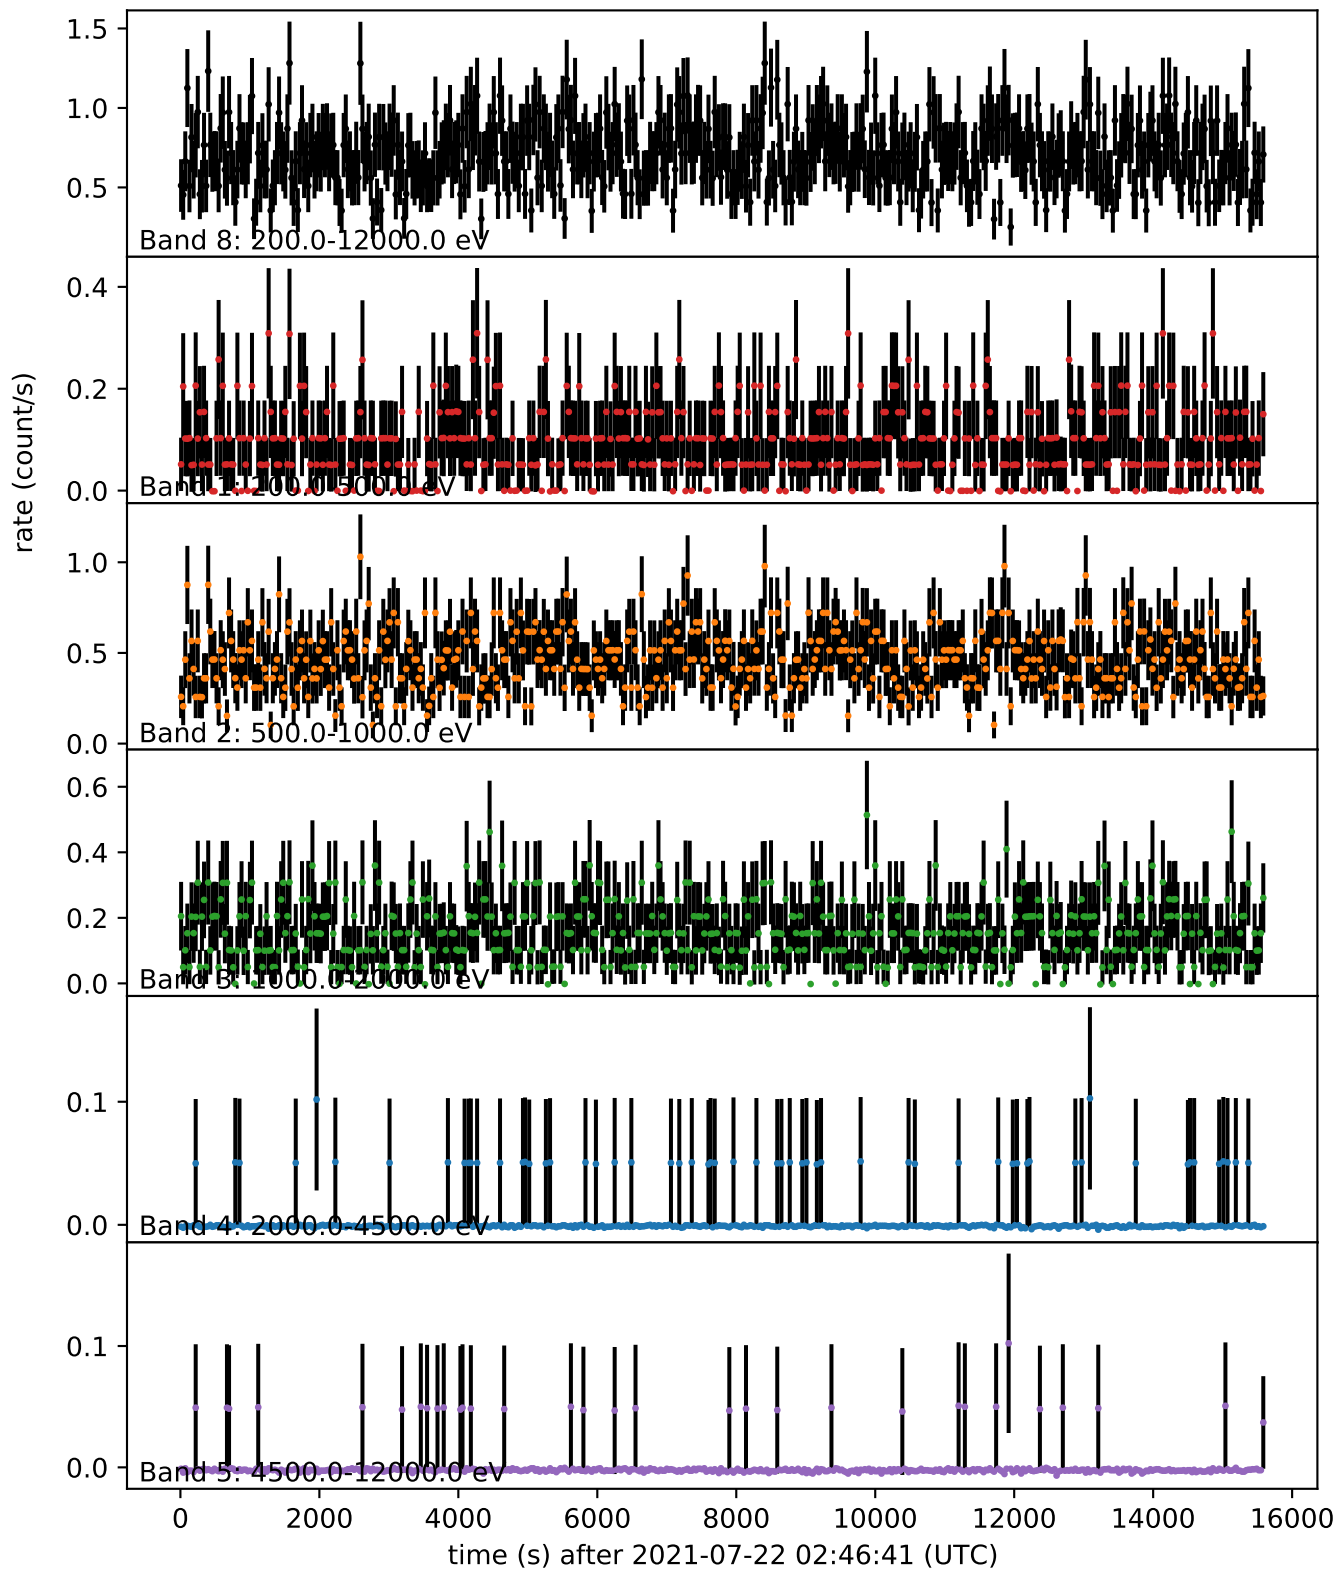 1.5
1.0
0.5
Band 8: 200.0-12000.0 eV
0.4
0.2
0.0
Band 1: 200.0-500.0 eV
rate (count/s)
1.0
0.5
0.0
Band 2: 500.0-1000.0 eV
0.6
0.4
0.2
0.0
Band 3: 1000.0-2000.0 eV
0.1
0.0
Band 4: 2000.0-4500.0 eV
0.1
0.0
Band 5: 4500.0-12000.0 eV
0 2000 4000 6000 8000 10000 12000 14000 16000
time (s) after 2021-07-22 02:46:41 (UTC)